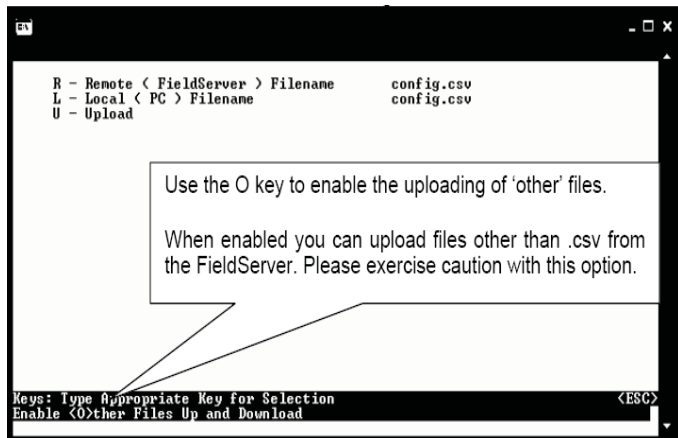 R - Remote ( FieldServer ) Filename config.csv
L - Local ( PC ) Filename config.csv
U - Upload
Use the O key to enable the uploading of ‘other’ files.
When enabled you can upload files other than .csv from
the FieldServer. Please exercise caution with this option.
Keys: Type Appropriate Key for Selection <ESC>
Enable <O>ther Files Up and Download